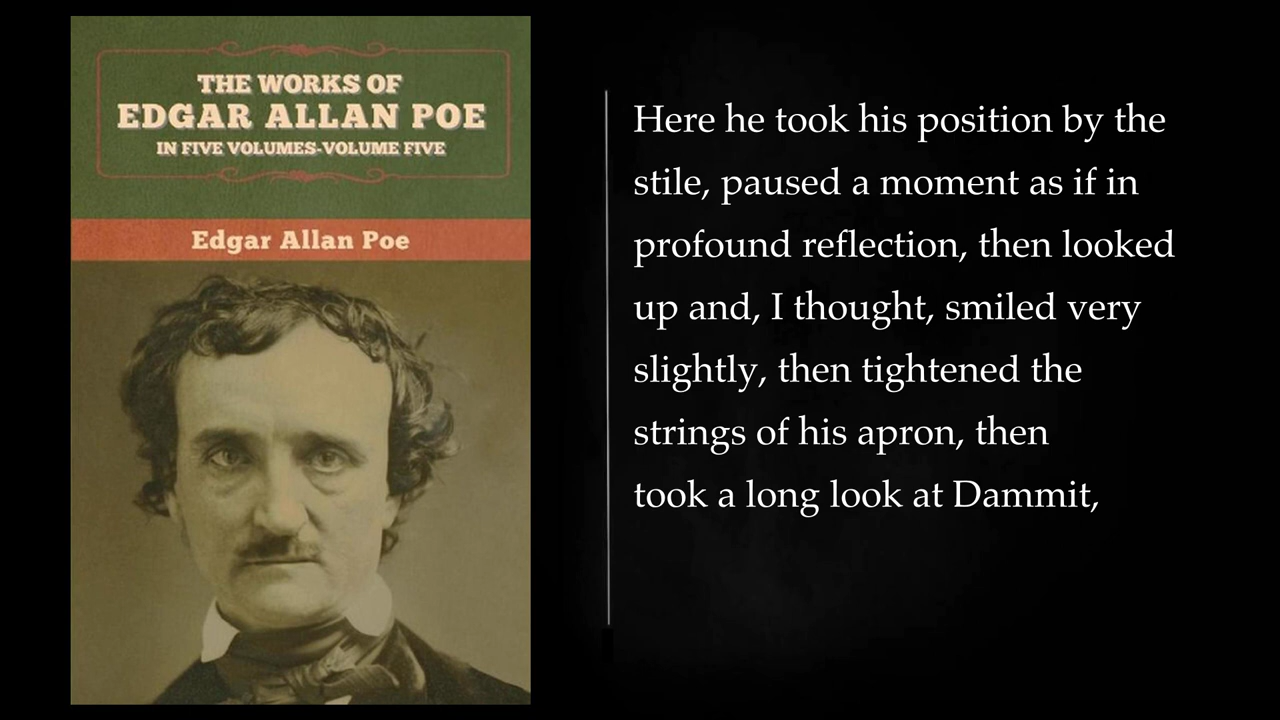 THE WORKS OF
EDGAR ALLAN POE
IN FIVE VOLUMES-VOLUME FIVE
Edgar Allan Poe
Here he took his position by the
stile, paused a moment as if in
profound reflection, then looked
up and, I thought, smiled very
slightly, then tightened the
strings of his apron, then
took a long look at Dammit,